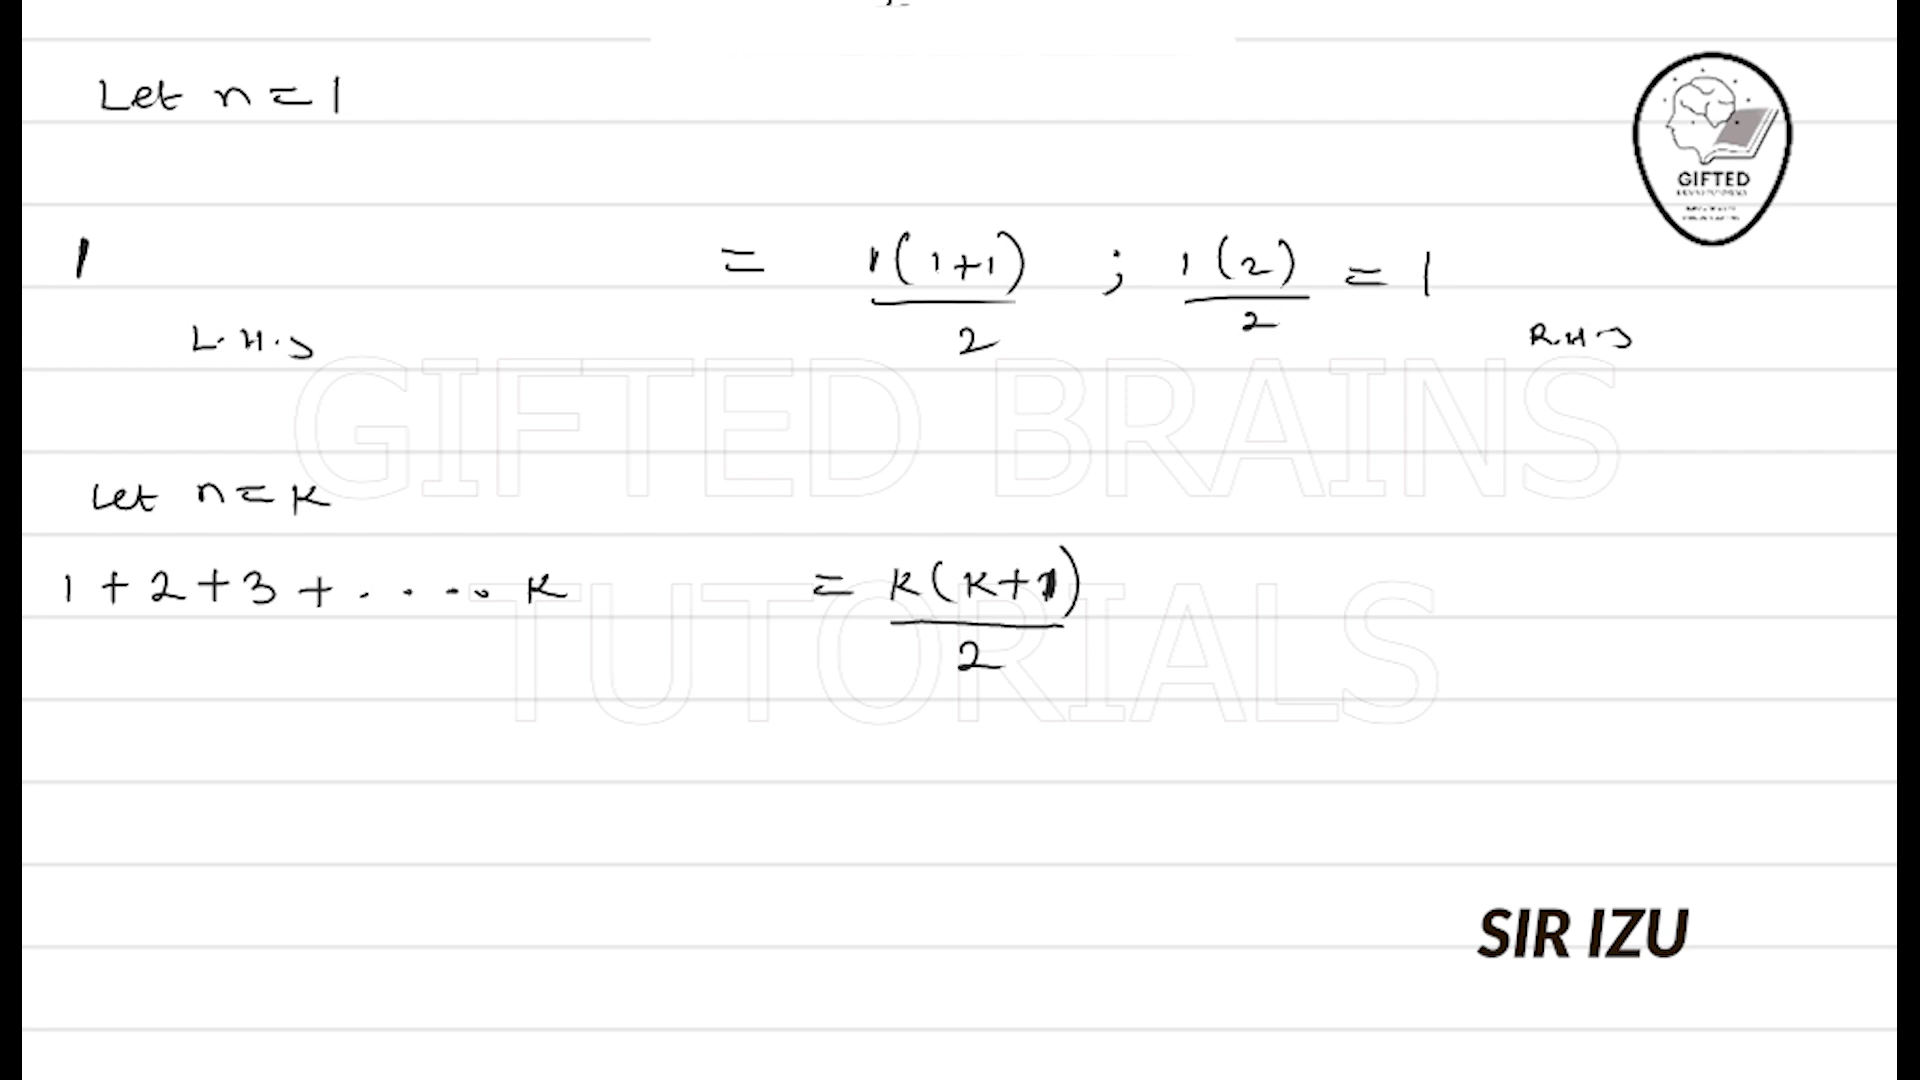 Let n = 1
GIFTED
1 = 1(1+1)/2 ; 1(2)/2 = 1
L.H.S R.H.S
GIFTED BRAINS
Let n = K
1 + 2 + 3 + ..... K = K(K+1)/2
TUTORIALS
SIR IZU